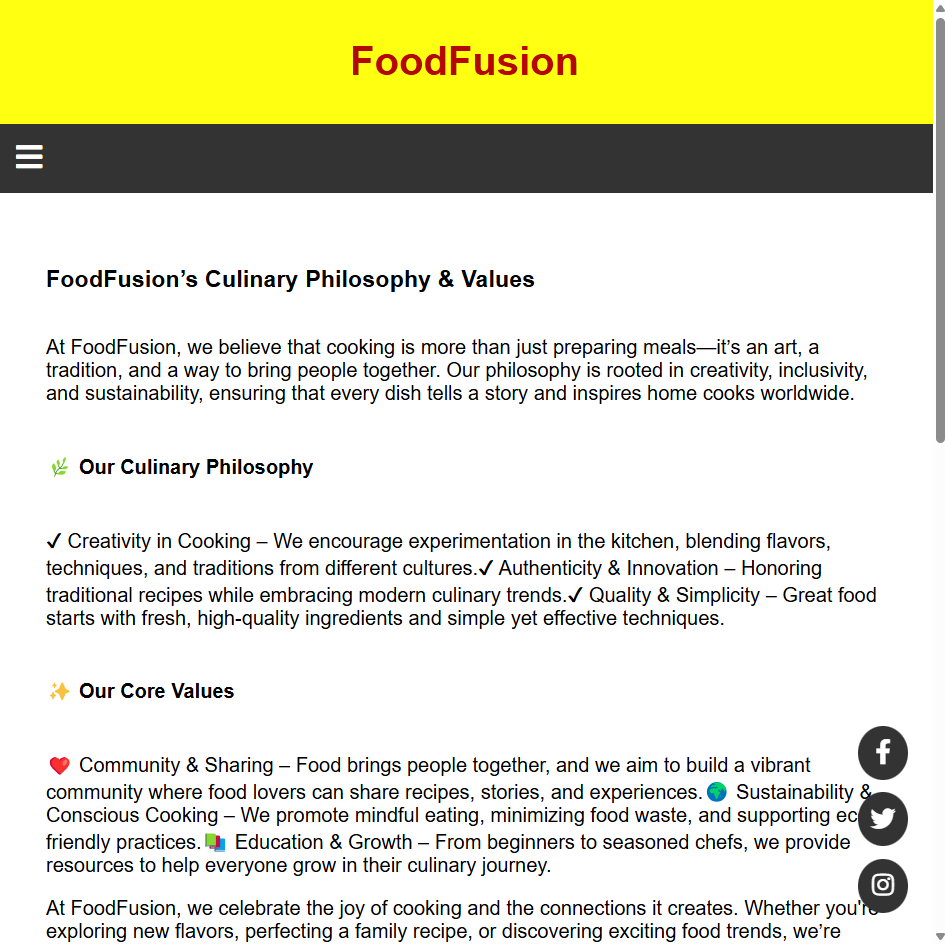 FoodFusion
FoodFusion’s Culinary Philosophy & Values
At FoodFusion, we believe that cooking is more than just preparing meals—it’s an art, a
tradition, and a way to bring people together. Our philosophy is rooted in creativity, inclusivity,
and sustainability, ensuring that every dish tells a story and inspires home cooks worldwide.
🌿 Our Culinary Philosophy
✔ Creativity in Cooking – We encourage experimentation in the kitchen, blending flavors,
techniques, and traditions from different cultures.✔ Authenticity & Innovation – Honoring
traditional recipes while embracing modern culinary trends.✔ Quality & Simplicity – Great food
starts with fresh, high-quality ingredients and simple yet effective techniques.
✨ Our Core Values
❤️ Community & Sharing – Food brings people together, and we aim to build a vibrant
community where food lovers can share recipes, stories, and experiences.🌍 Sustainability &
Conscious Cooking – We promote mindful eating, minimizing food waste, and supporting
friendly practices.📚 Education & Growth – From beginners to seasoned chefs, we provide
resources to help everyone grow in their culinary journey.
At FoodFusion, we celebrate the joy of cooking and the connections it creates. Whether you're
exploring new flavors, perfecting a family recipe, or discovering exciting food trends, we’re